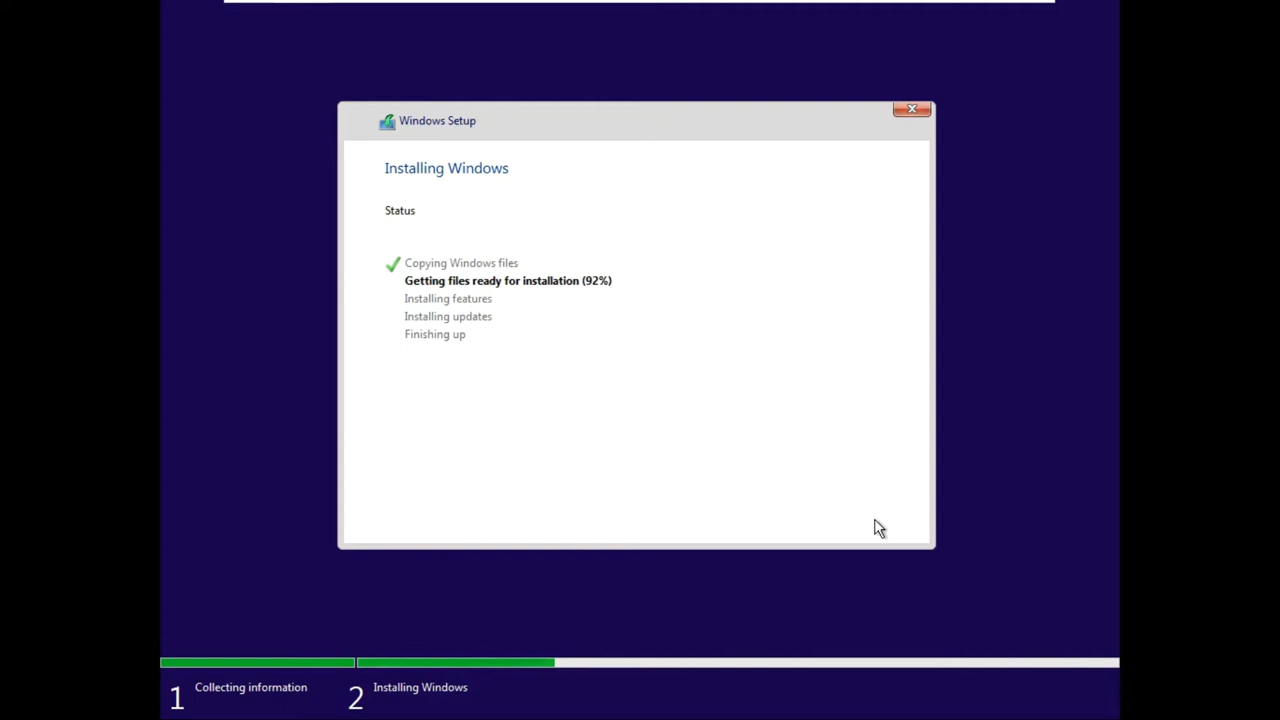 Windows Setup
Installing Windows
Status
Copying Windows files
Getting files ready for installation (92%)
Installing features
Installing updates
Finishing up
1 Collecting information
2 Installing Windows